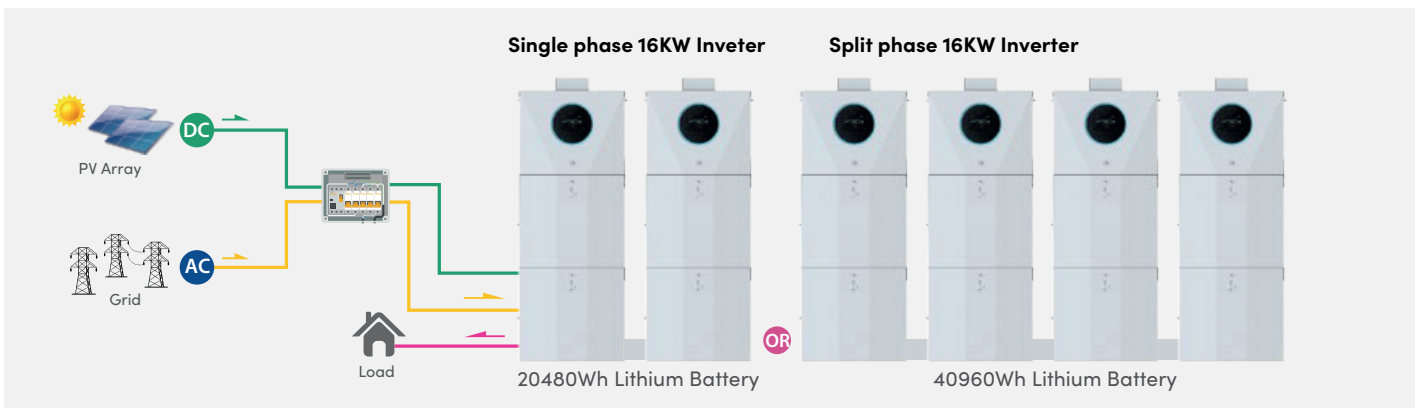 Single phase 16KW Inveter
Split phase 16KW Inverter
DC
PV Array
AC
Grid
Load
OR
20480Wh Lithium Battery
40960Wh Lithium Battery